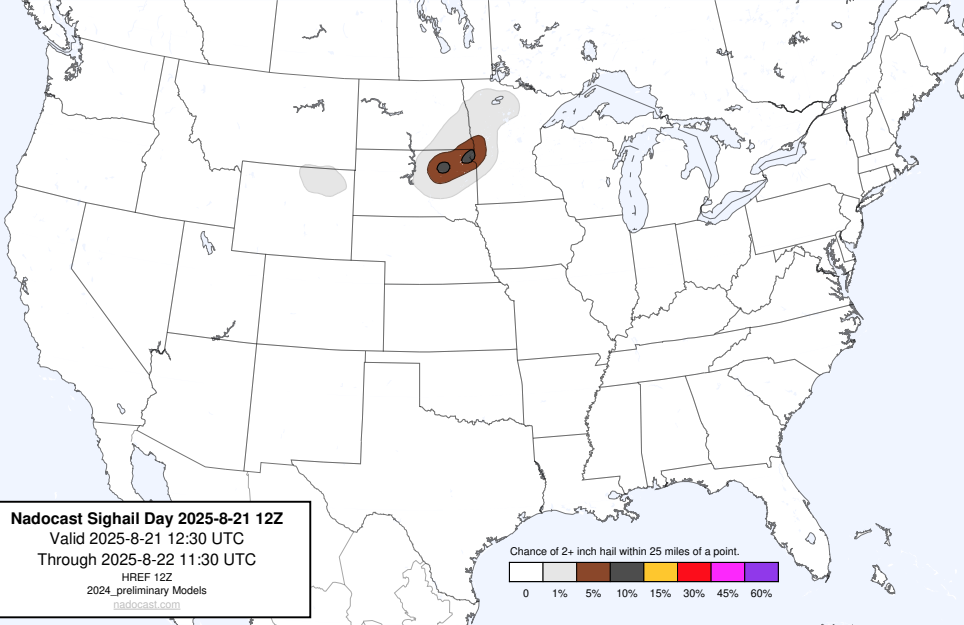 Nadocast Sighail Day 2025-8-21 12Z
Valid 2025-8-21 12:30 UTC
Through 2025-8-22 11:30 UTC
HREF 12Z
2024_preliminary Models
nadocast.com
Chance of 2+ inch hail within 25 miles of a point.
0 1% 5% 10% 15% 30% 45% 60%